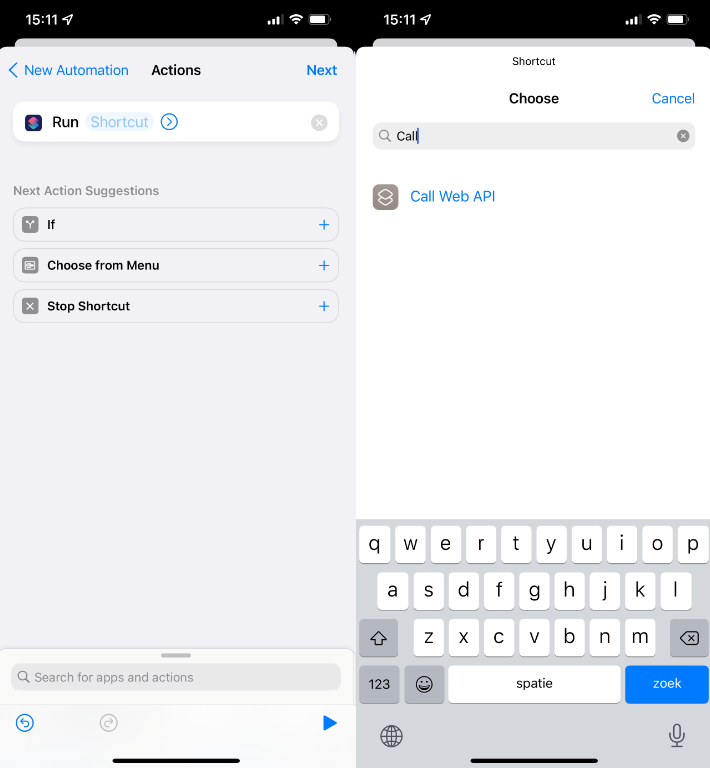 15:11
New Automation Actions Next
Run Shortcut
Next Action Suggestions
If
Choose from Menu
Stop Shortcut
Search for apps and actions
15:11
Shortcut
Choose Cancel
Call
Call Web API
q w e r t y u i o p
a s d f g h j k l
z x c v b n m
123 spatie zoek